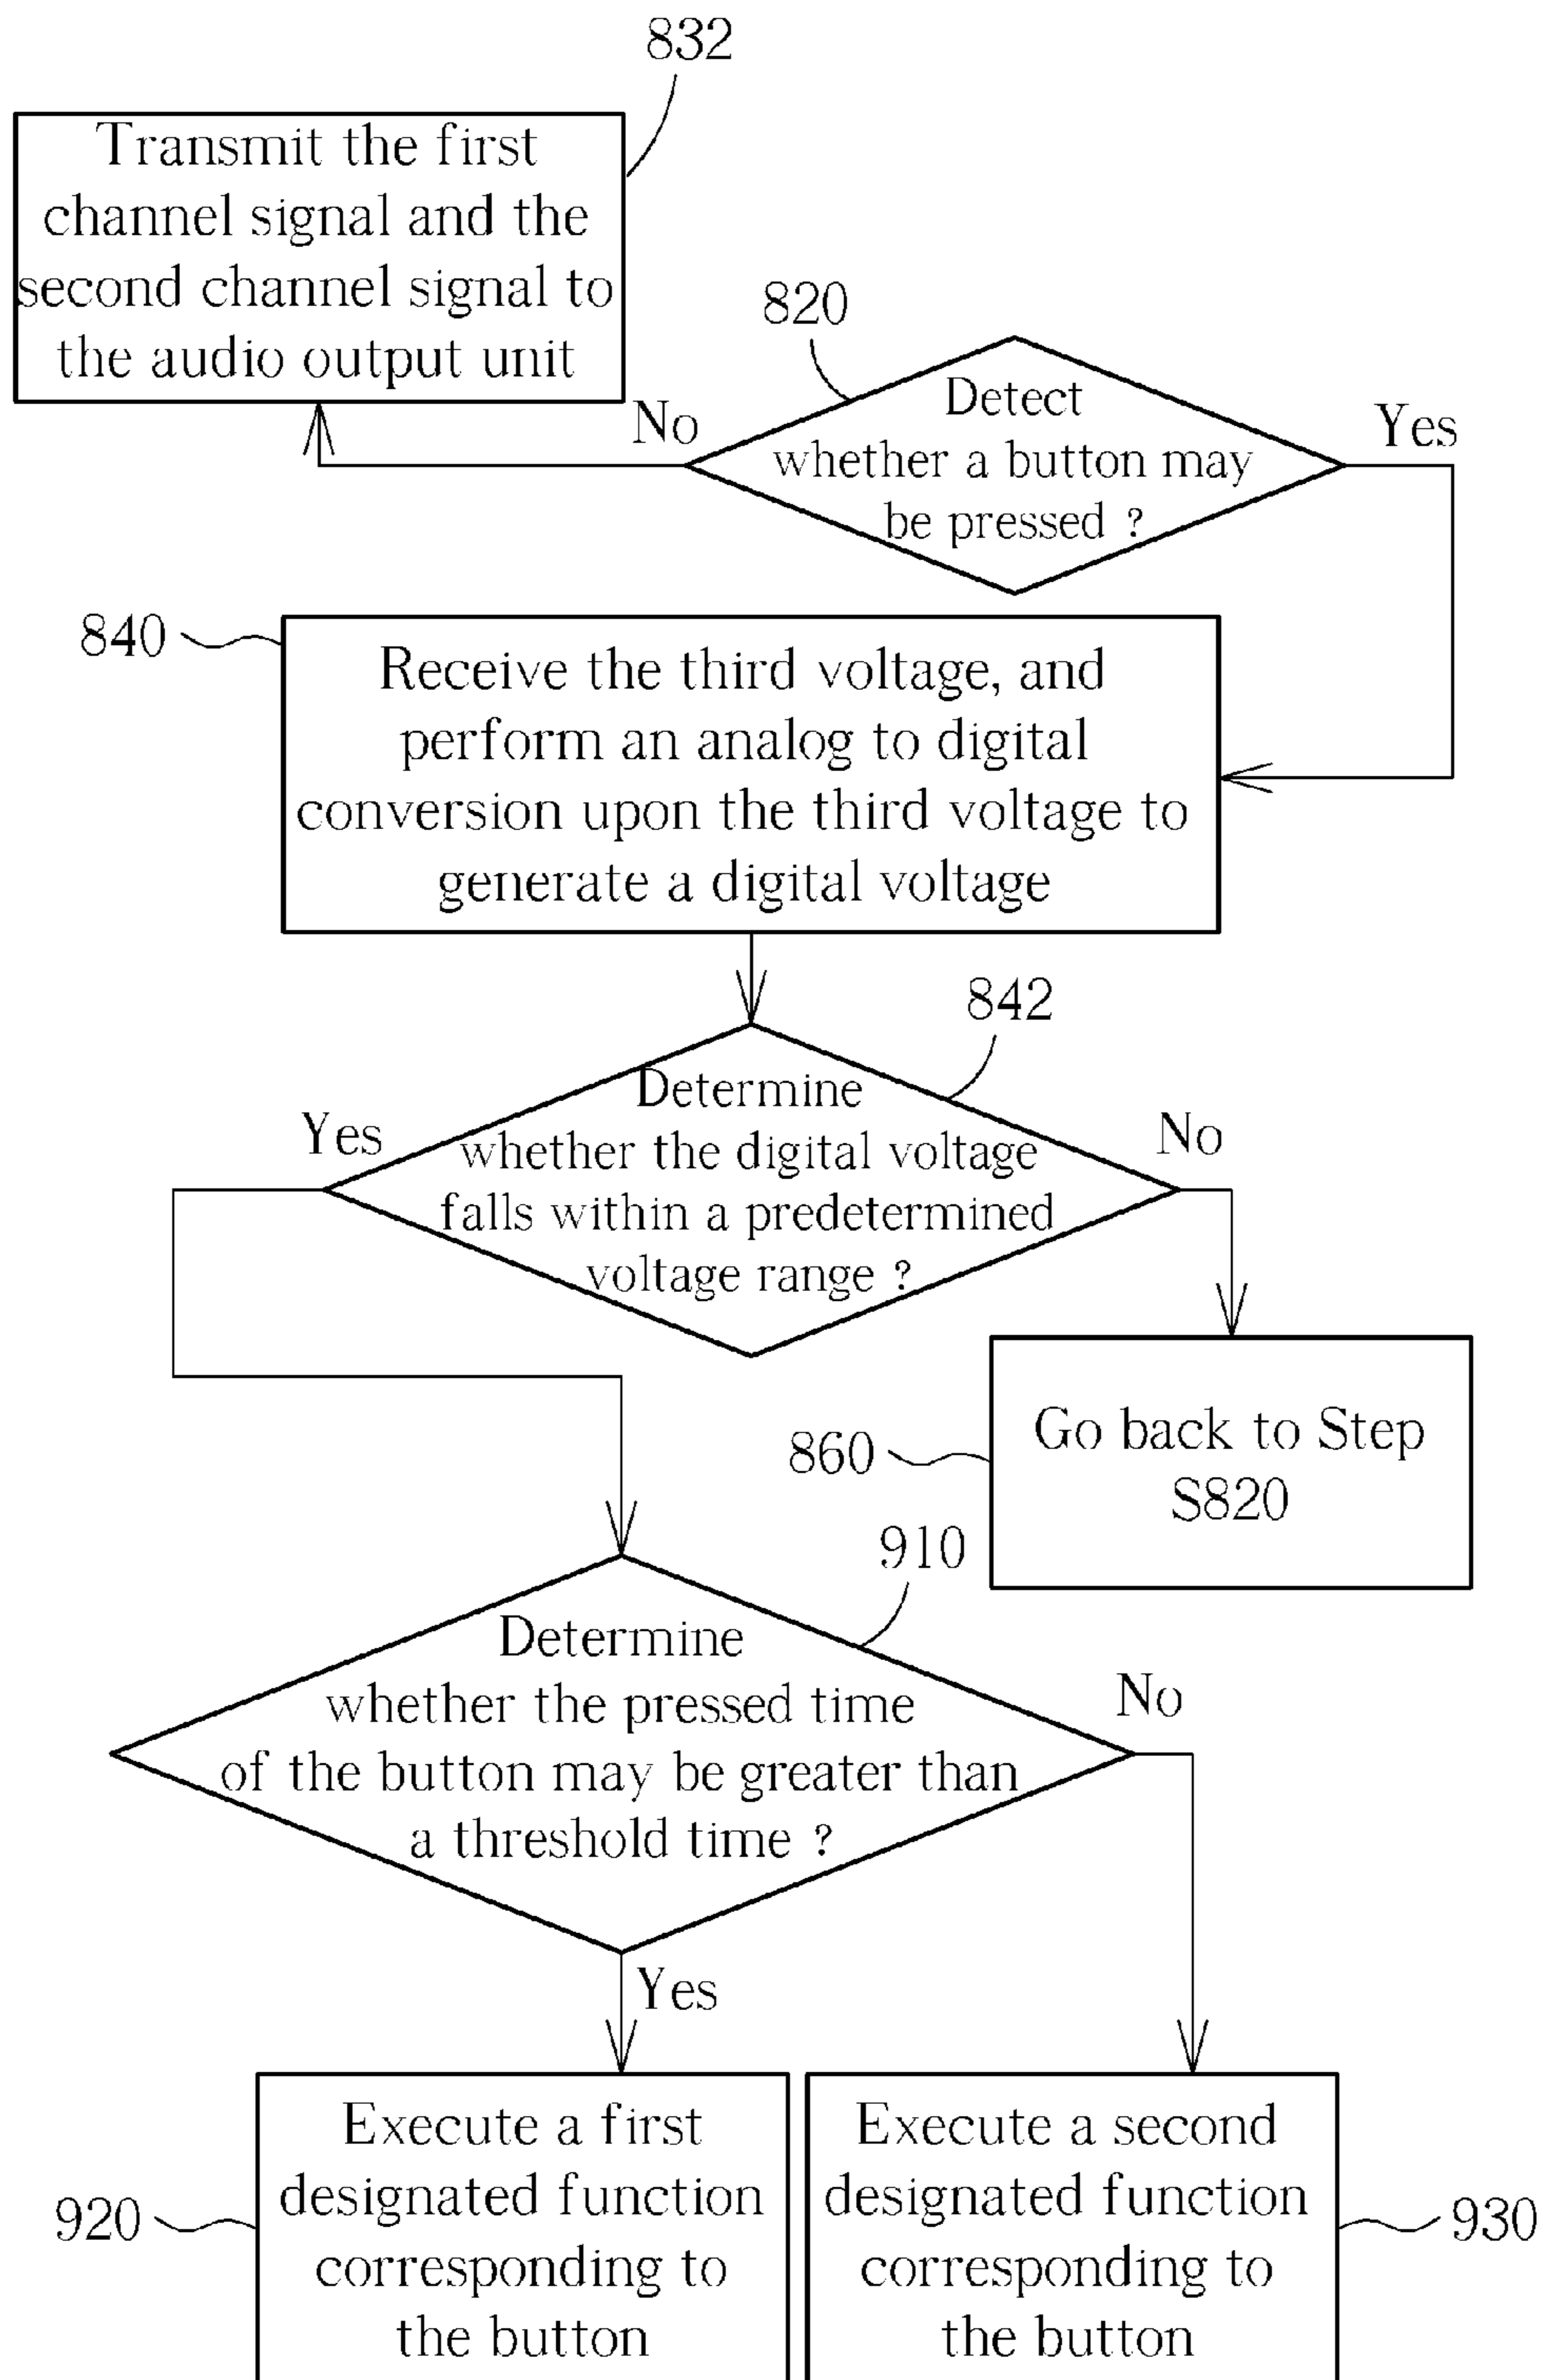 832
Transmit the first
channel signal and the
second channel signal to
the audio output unit
820
No
Yes
Detect
whether a button may
be pressed ?
840
Receive the third voltage, and
perform an analog to digital
conversion upon the third voltage to
generate a digital voltage
842
Yes
No
Determine
whether the digital voltage
falls within a predetermined
voltage range ?
860
Go back to Step
S820
910
Determine
whether the pressed time
of the button may be greater than
a threshold time ?
No
Yes
920
Execute a first
designated function
corresponding to
the button
Execute a second
designated function
corresponding to
the button
930